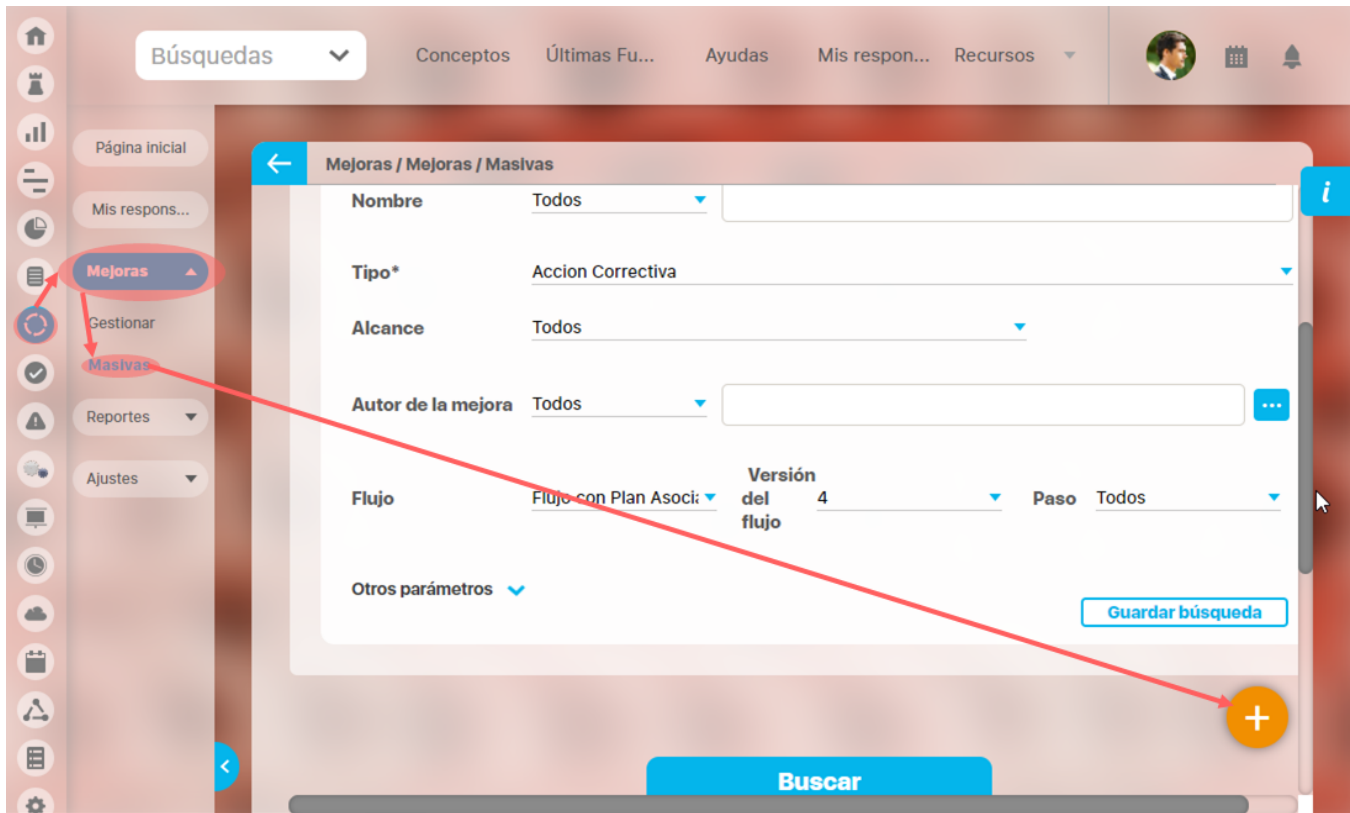 Búsquedas
Conceptos
Últimas Fu...
Ayudas
Mis respon...
Recursos
Página inicial
Mis respons...
Mejoras
Gestionar
Masivas
Reportes
Ajustes
Mejoras / Mejoras / Masivas
i
Nombre Todos
Tipo* Accion Correctiva
Alcance Todos
Autor de la mejora Todos
...
Flujo Flujo con Plan Asocia
Versión
del 4
flujo
Paso Todos
Otros parámetros
Guardar búsqueda
+
Buscar